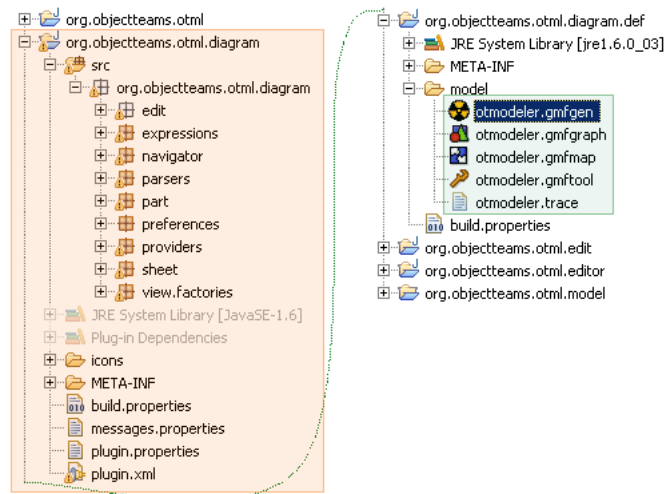 org.objectteams.otml
org.objectteams.otml.diagram
src
org.objectteams.otml.diagram
edit
expressions
navigator
parsers
part
preferences
providers
sheet
view.factories
JRE System Library [JavaSE-1.6]
Plug-in Dependencies
icons
META-INF
build.properties
messages.properties
plugin.properties
plugin.xml
org.objectteams.otml.diagram.def
JRE System Library [jre1.6.0_03]
META-INF
model
otmodeler.gmfgen
otmodeler.gmfgraph
otmodeler.gmfmap
otmodeler.gmftool
otmodeler.trace
build.properties
org.objectteams.otml.edit
org.objectteams.otml.editor
org.objectteams.otml.model